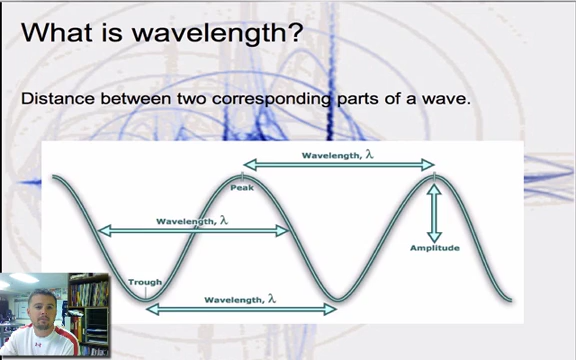 What is wavelength?
Distance between two corresponding parts of a wave.
Wavelength, λ
Peak
Wavelength, λ
Amplitude
Trough
Wavelength, λ